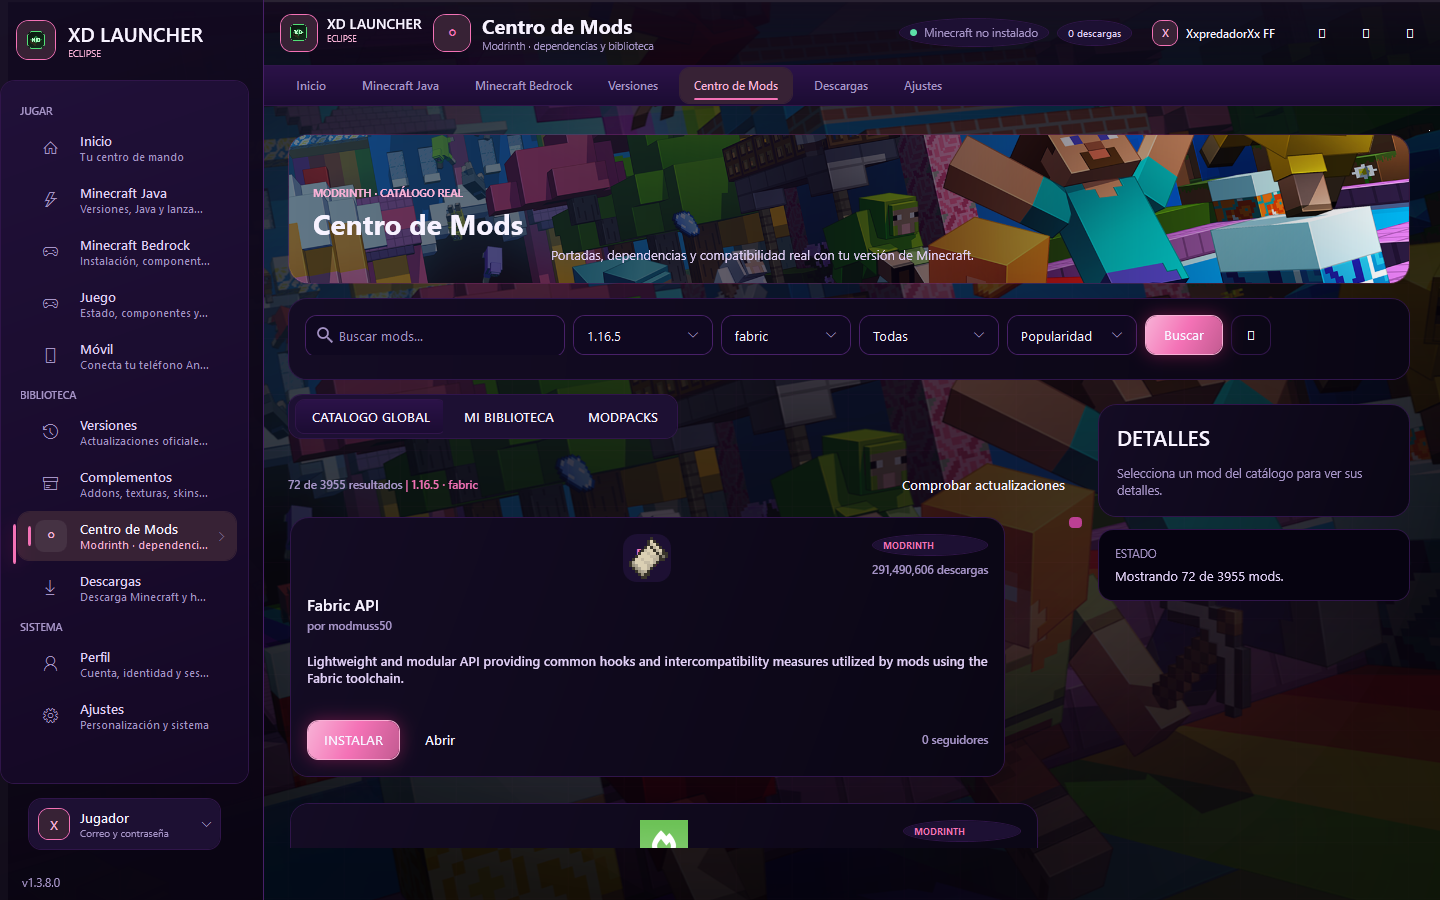 XD LAUNCHER
ECLIPSE
JUGAR
Inicio
Tu centro de mando
Minecraft Java
Versiones, Java y lanza...
Minecraft Bedrock
Instalación, component...
Juego
Estado, componentes y...
Móvil
Conecta tu teléfono An...
BIBLIOTECA
Versiones
Actualizaciones oficiale...
Complementos
Addons, texturas, skins...
Centro de Mods
Modrinth · dependenci...
Descargas
Descarga Minecraft y h...
SISTEMA
Perfil
Cuenta, identidad y ses...
Ajustes
Personalización y sistema
X
Jugador
Correo y contraseña
v1.3.8.0
XD LAUNCHER
ECLIPSE
Centro de Mods
Modrinth · dependencias y biblioteca
Minecraft no instalado
0 descargas
X
XxpredadorXx FF
Inicio
Minecraft Java
Minecraft Bedrock
Versiones
Centro de Mods
Descargas
Ajustes
MODRINTH · CATÁLOGO REAL
Centro de Mods
Portadas, dependencias y compatibilidad real con tu versión de Minecraft.
Buscar mods...
1.16.5
fabric
Todas
Popularidad
Buscar
CATALOGO GLOBAL
MI BIBLIOTECA
MODPACKS
72 de 3955 resultados | 1.16.5 · fabric
Comprobar actualizaciones
MODRINTH
291,490,606 descargas
Fabric API
por modmuss50
Lightweight and modular API providing common hooks and intercompatibility measures utilized by mods using the
Fabric toolchain.
INSTALAR
Abrir
0 seguidores
MODRINTH
DETALLES
Selecciona un mod del catálogo para ver sus
detalles.
ESTADO
Mostrando 72 de 3955 mods.